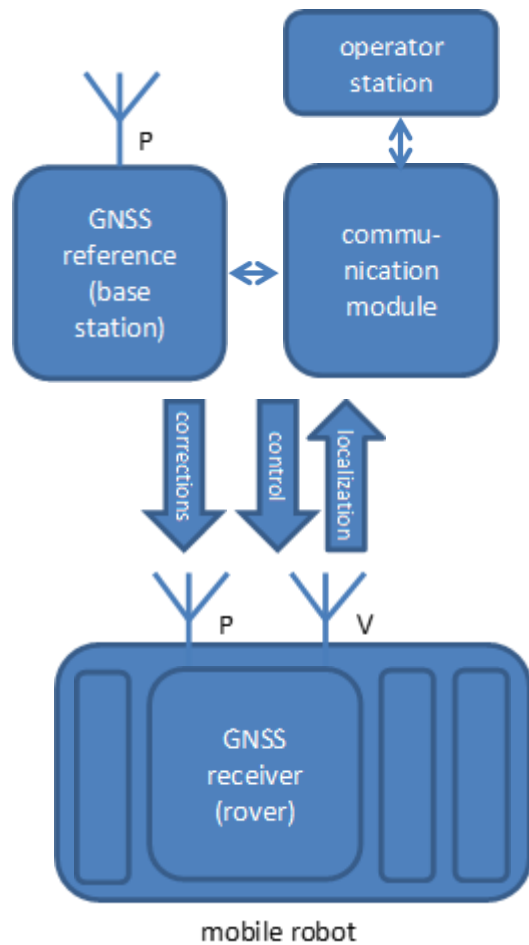 operator
station
P
GNSS
reference
(base
station)
commu-
nication
module
corrections
control
localization
P
V
GNSS
receiver
(rover)
mobile robot